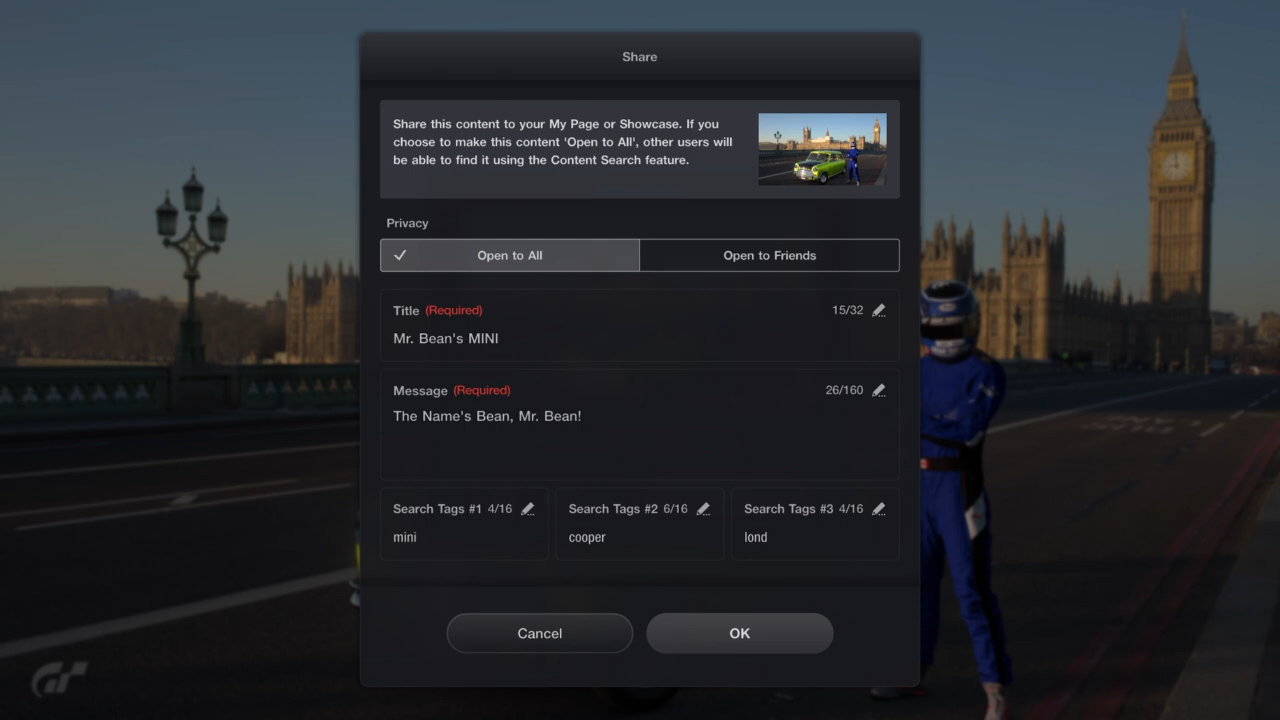 Share
Share this content to your My Page or Showcase. If you
choose to make this content 'Open to All', other users will
be able to find it using the Content Search feature.
Privacy
Open to All
Open to Friends
Title (Required) 15/32
Mr. Bean's MINI
Message (Required) 26/160
The Name's Bean, Mr. Bean!
Search Tags #1 4/16
mini
Search Tags #2 6/16
cooper
Search Tags #3 4/16
lond
Cancel
OK